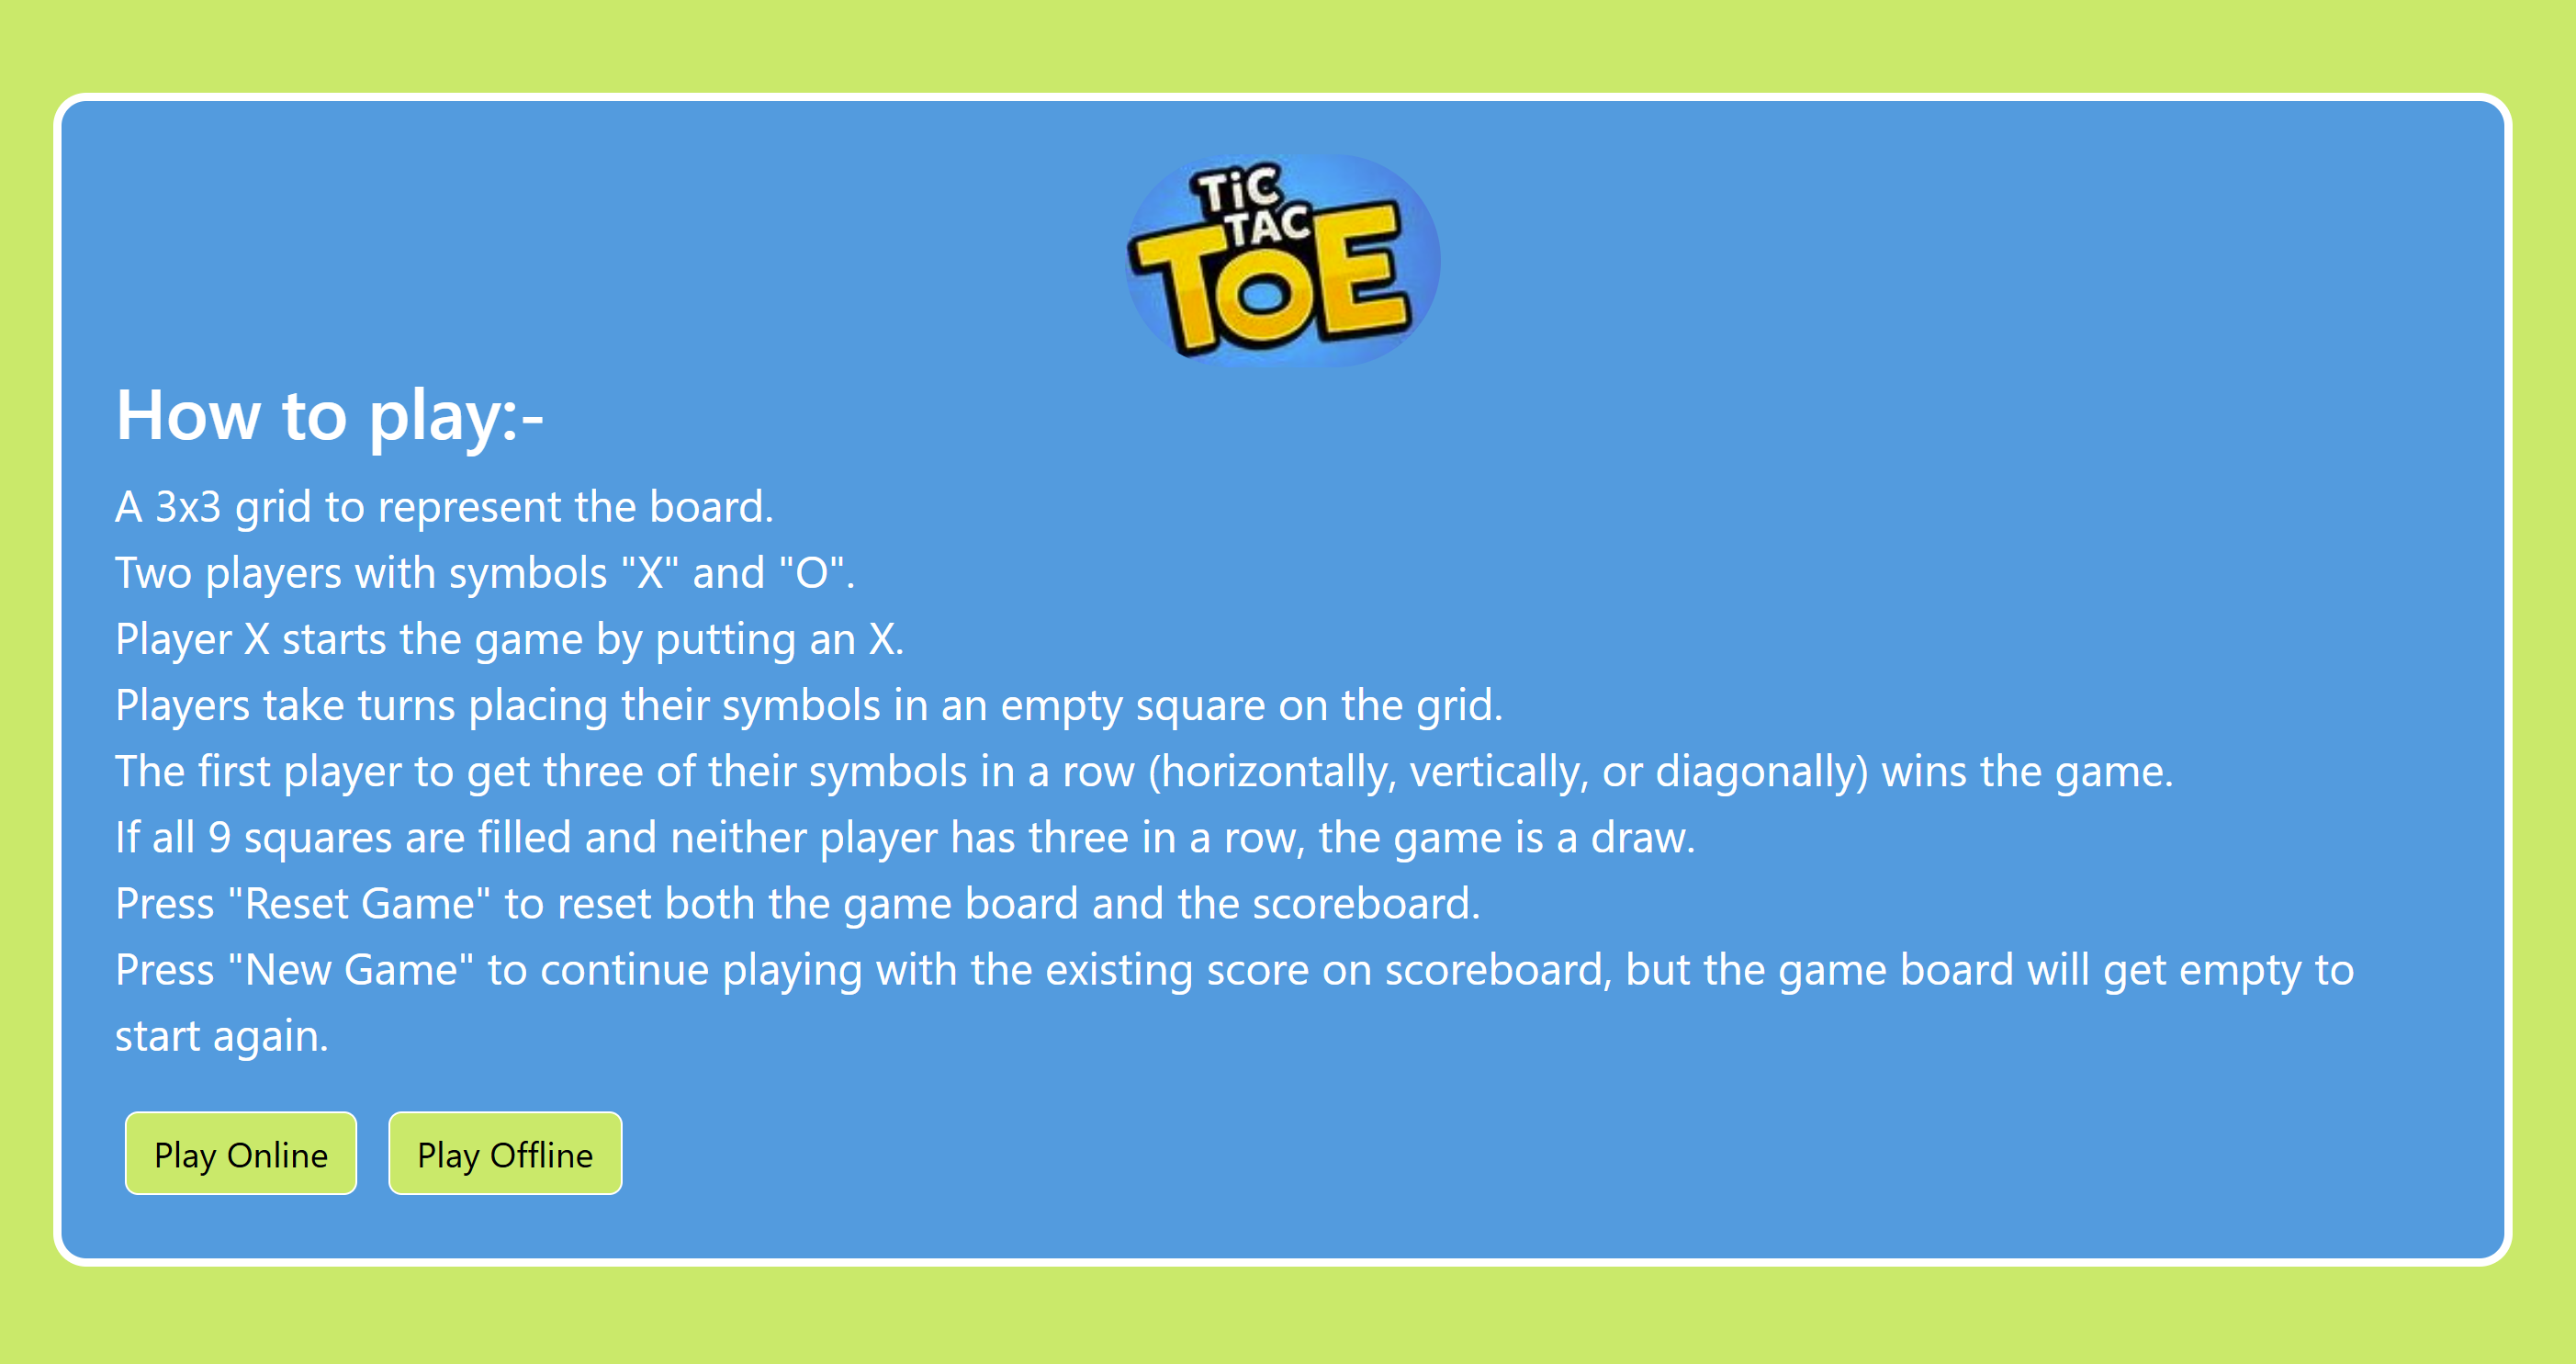 TiC
TAC
TOE
How to play:-
A 3x3 grid to represent the board.
Two players with symbols "X" and "O".
Player X starts the game by putting an X.
Players take turns placing their symbols in an empty square on the grid.
The first player to get three of their symbols in a row (horizontally, vertically, or diagonally) wins the game.
If all 9 squares are filled and neither player has three in a row, the game is a draw.
Press "Reset Game" to reset both the game board and the scoreboard.
Press "New Game" to continue playing with the existing score on scoreboard, but the game board will get empty to
start again.
Play Online
Play Offline